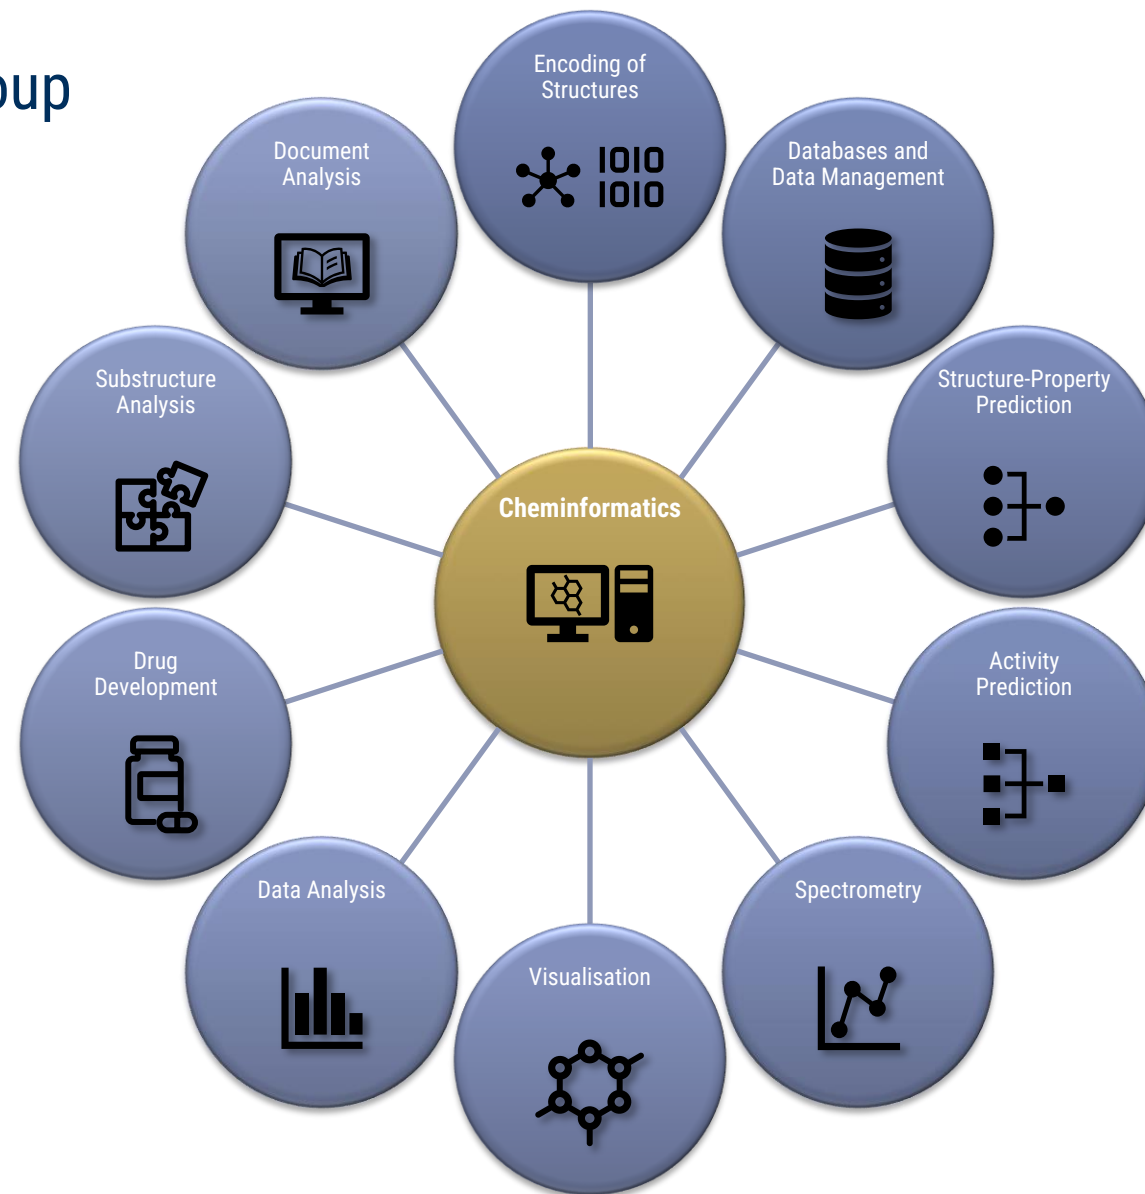 oup
Encoding of
Structures
1010
1010
Document
Analysis
Databases and
Data Management
Substructure
Analysis
Structure-Property
Prediction
Cheminformatics
Drug
Development
Activity
Prediction
Data Analysis
Spectrometry
Visualisation